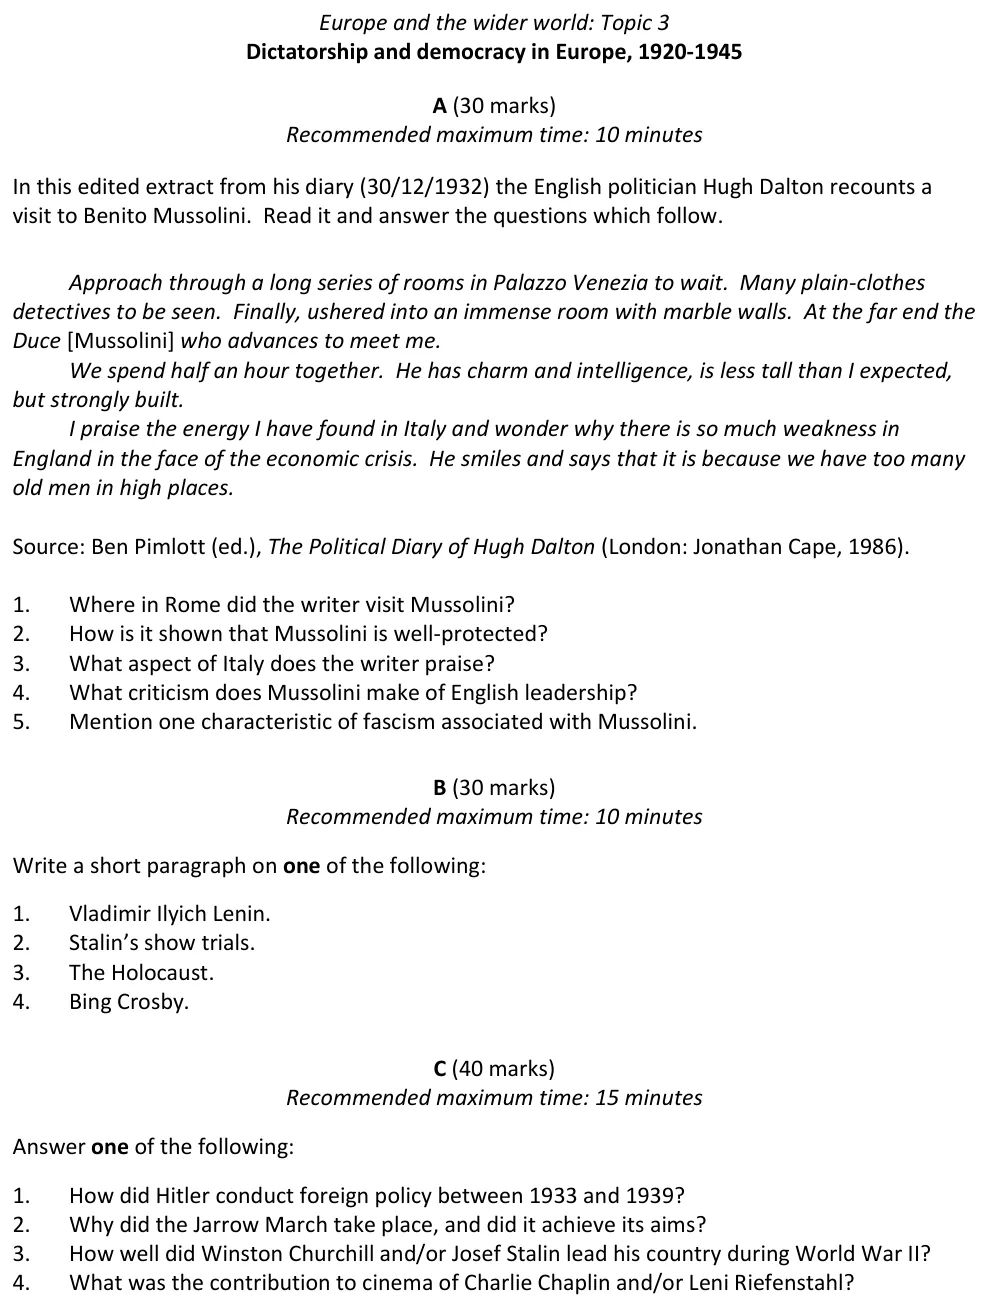 Europe and the wider world: Topic 3
Dictatorship and democracy in Europe, 1920-1945
A (30 marks)
Recommended maximum time: 10 minutes
In this edited extract from his diary (30/12/1932) the English politician Hugh Dalton recounts a
visit to Benito Mussolini.  Read it and answer the questions which follow.
Approach through a long series of rooms in Palazzo Venezia to wait.  Many plain-clothes
detectives to be seen.  Finally, ushered into an immense room with marble walls.  At the far end the
Duce [Mussolini] who advances to meet me.
We spend half an hour together.  He has charm and intelligence, is less tall than I expected,
but strongly built.
I praise the energy I have found in Italy and wonder why there is so much weakness in
England in the face of the economic crisis.  He smiles and says that it is because we have too many
old men in high places.
Source: Ben Pimlott (ed.), The Political Diary of Hugh Dalton (London: Jonathan Cape, 1986).
1. Where in Rome did the writer visit Mussolini?
2. How is it shown that Mussolini is well-protected?
3. What aspect of Italy does the writer praise?
4. What criticism does Mussolini make of English leadership?
5. Mention one characteristic of fascism associated with Mussolini.
B (30 marks)
Recommended maximum time: 10 minutes
Write a short paragraph on one of the following:
1. Vladimir Ilyich Lenin.
2. Stalin’s show trials.
3. The Holocaust.
4. Bing Crosby.
C (40 marks)
Recommended maximum time: 15 minutes
Answer one of the following:
1. How did Hitler conduct foreign policy between 1933 and 1939?
2. Why did the Jarrow March take place, and did it achieve its aims?
3. How well did Winston Churchill and/or Josef Stalin lead his country during World War II?
4. What was the contribution to cinema of Charlie Chaplin and/or Leni Riefenstahl?